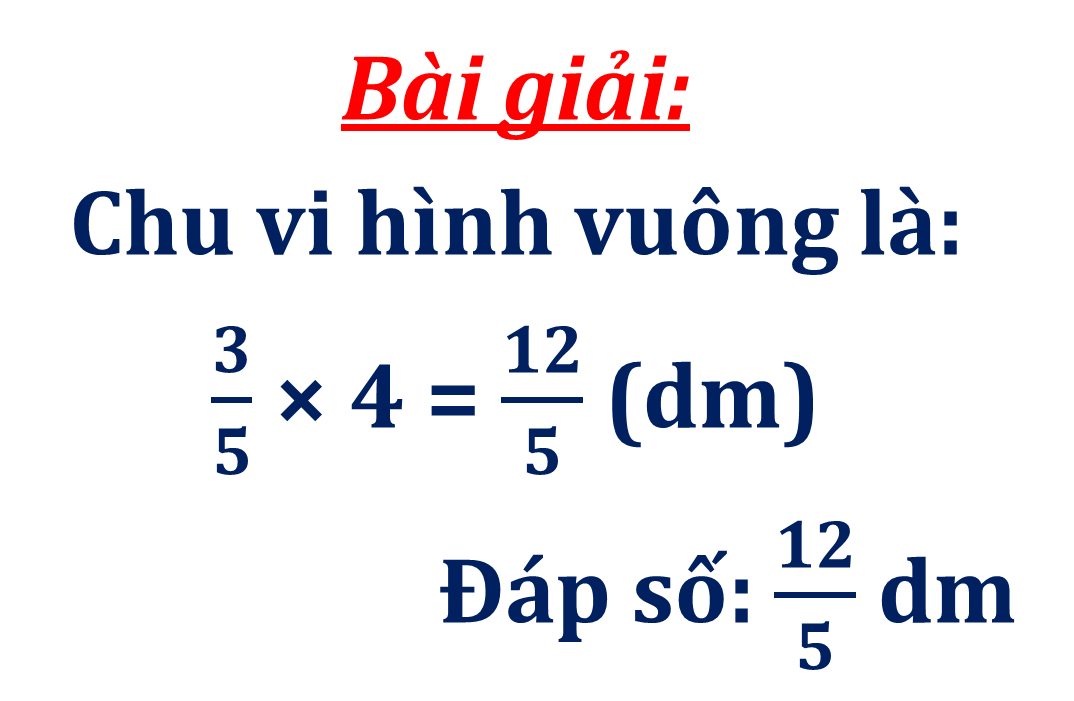 Bài giải:
Chu vi hình vuông là:
3/5 × 4 = 12/5 (dm)
Đáp số: 12/5 dm